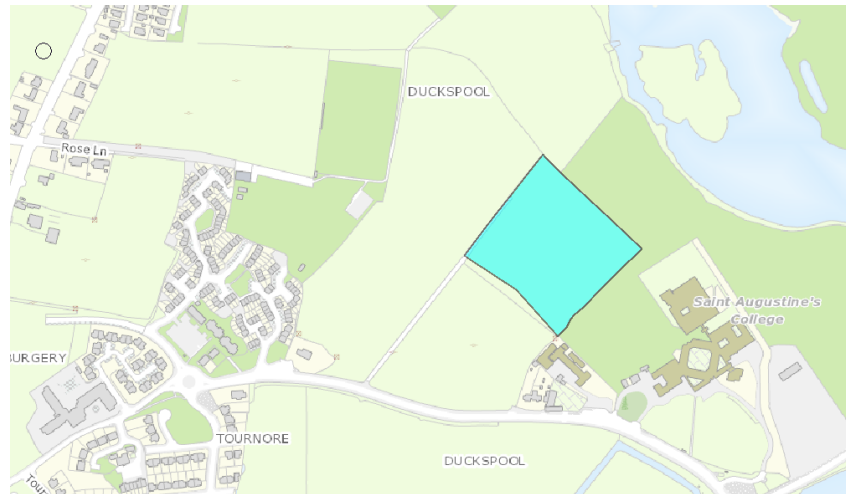 DUCKSPOOL
Rose Ln
Saint Augustine's
College
BURGERY
TOURNORE
DUCKSPOOL